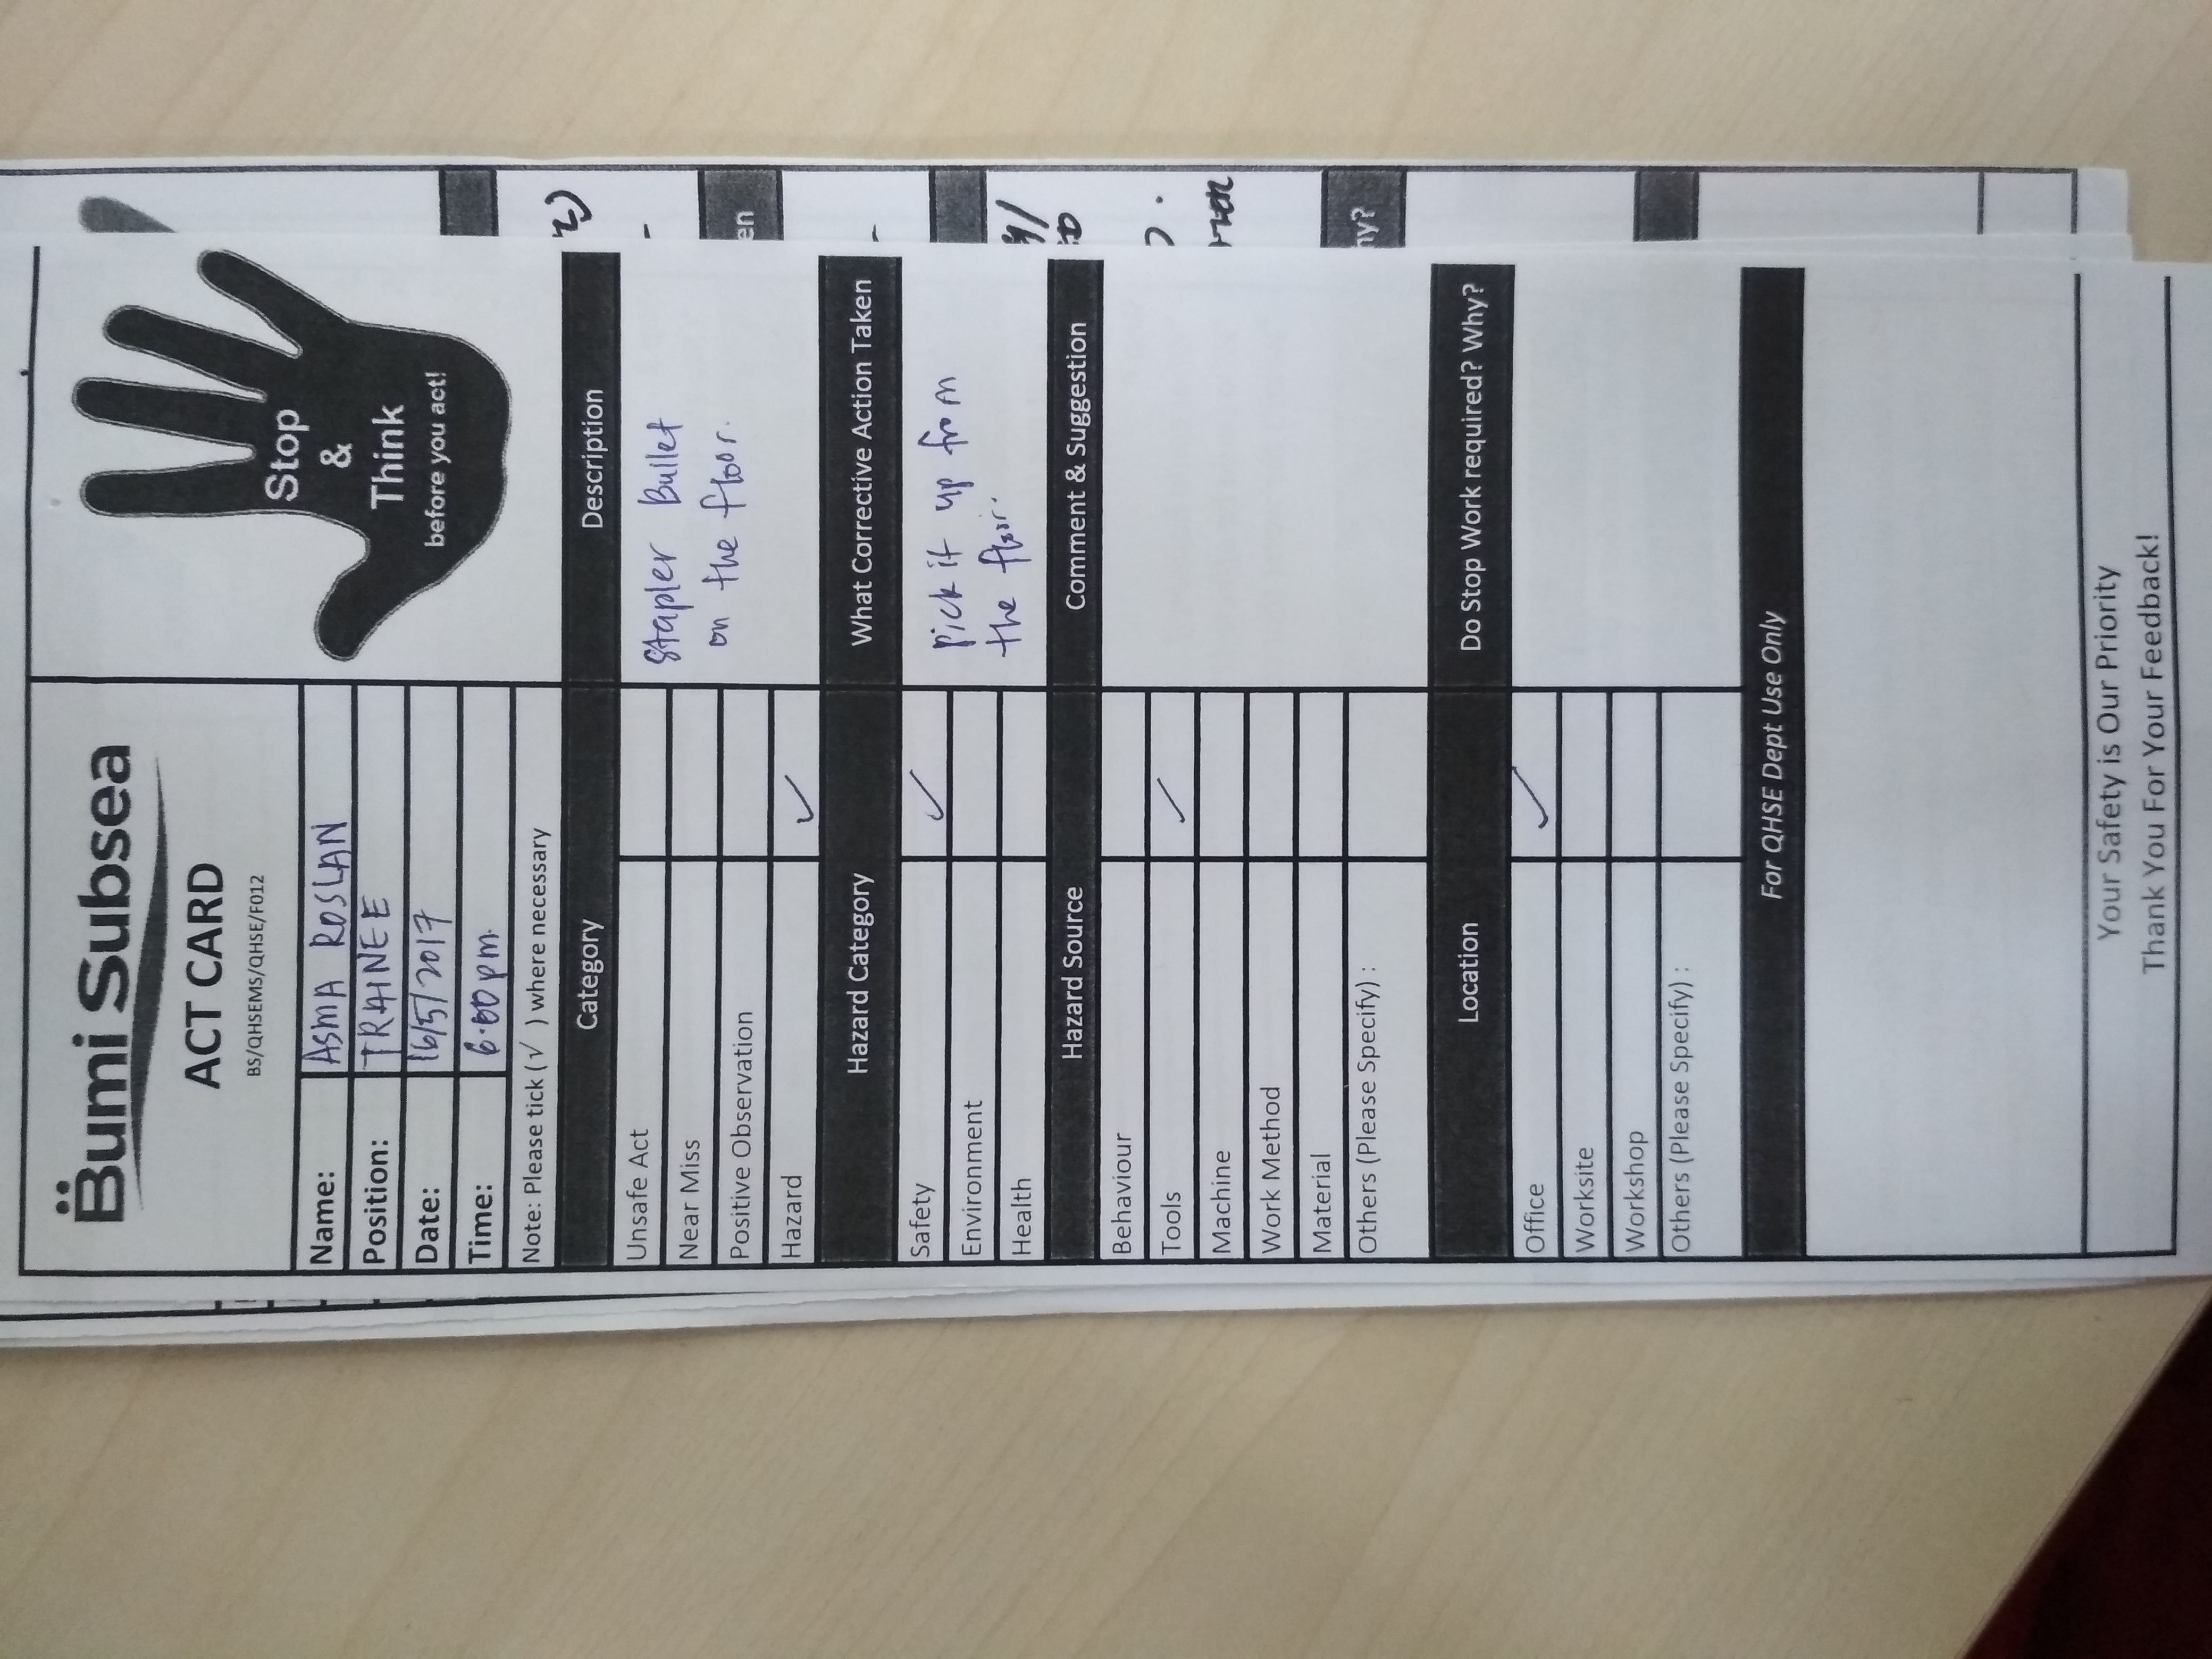 Bumi Subsea
ACT CARD
BS/QHSEMS/QHSE/F012
Stop
&
Think
before you act!
Name: ASMA ROSLAN
Position: TRAINEE
Date: 16/5/2017
Time: 6.00pm.
Note: Please tick (√ ) where necessary
Category Description
Unsafe Act
Near Miss
Positive Observation
Hazard ✓
Stapler Bullet
on the floor.
Hazard Category What Corrective Action Taken
Safety ✓
Environment
Health
pick it up from
the floor.
Hazard Source Comment & Suggestion
Behaviour
Tools ✓
Machine
Work Method
Material
Others (Please Specify) :
Location Do Stop Work required? Why?
Office ✓
Worksite
Workshop
Others (Please Specify) :
For QHSE Dept Use Only
Your Safety is Our Priority
Thank You For Your Feedback!